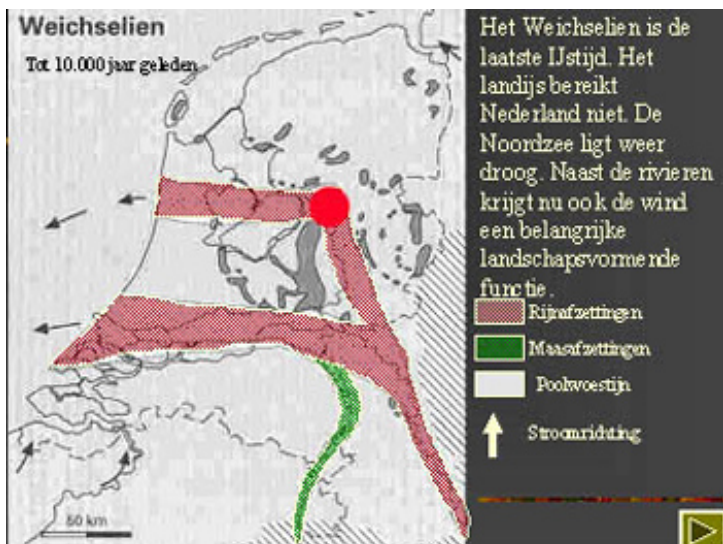 Weichselien
Tot 10.000 jaar geleden
50 km
Het Weichselien is de
laatste IJstijd. Het
landijs bereikt
Nederland niet. De
Noordzee ligt weer
droog. Naast de rivieren
krijgt nu ook de wind
een belangrijke
landschapsvormende
functie.
Rijnafzettingen
Maasafzettingen
Poolwoestijn
Stroomrichting